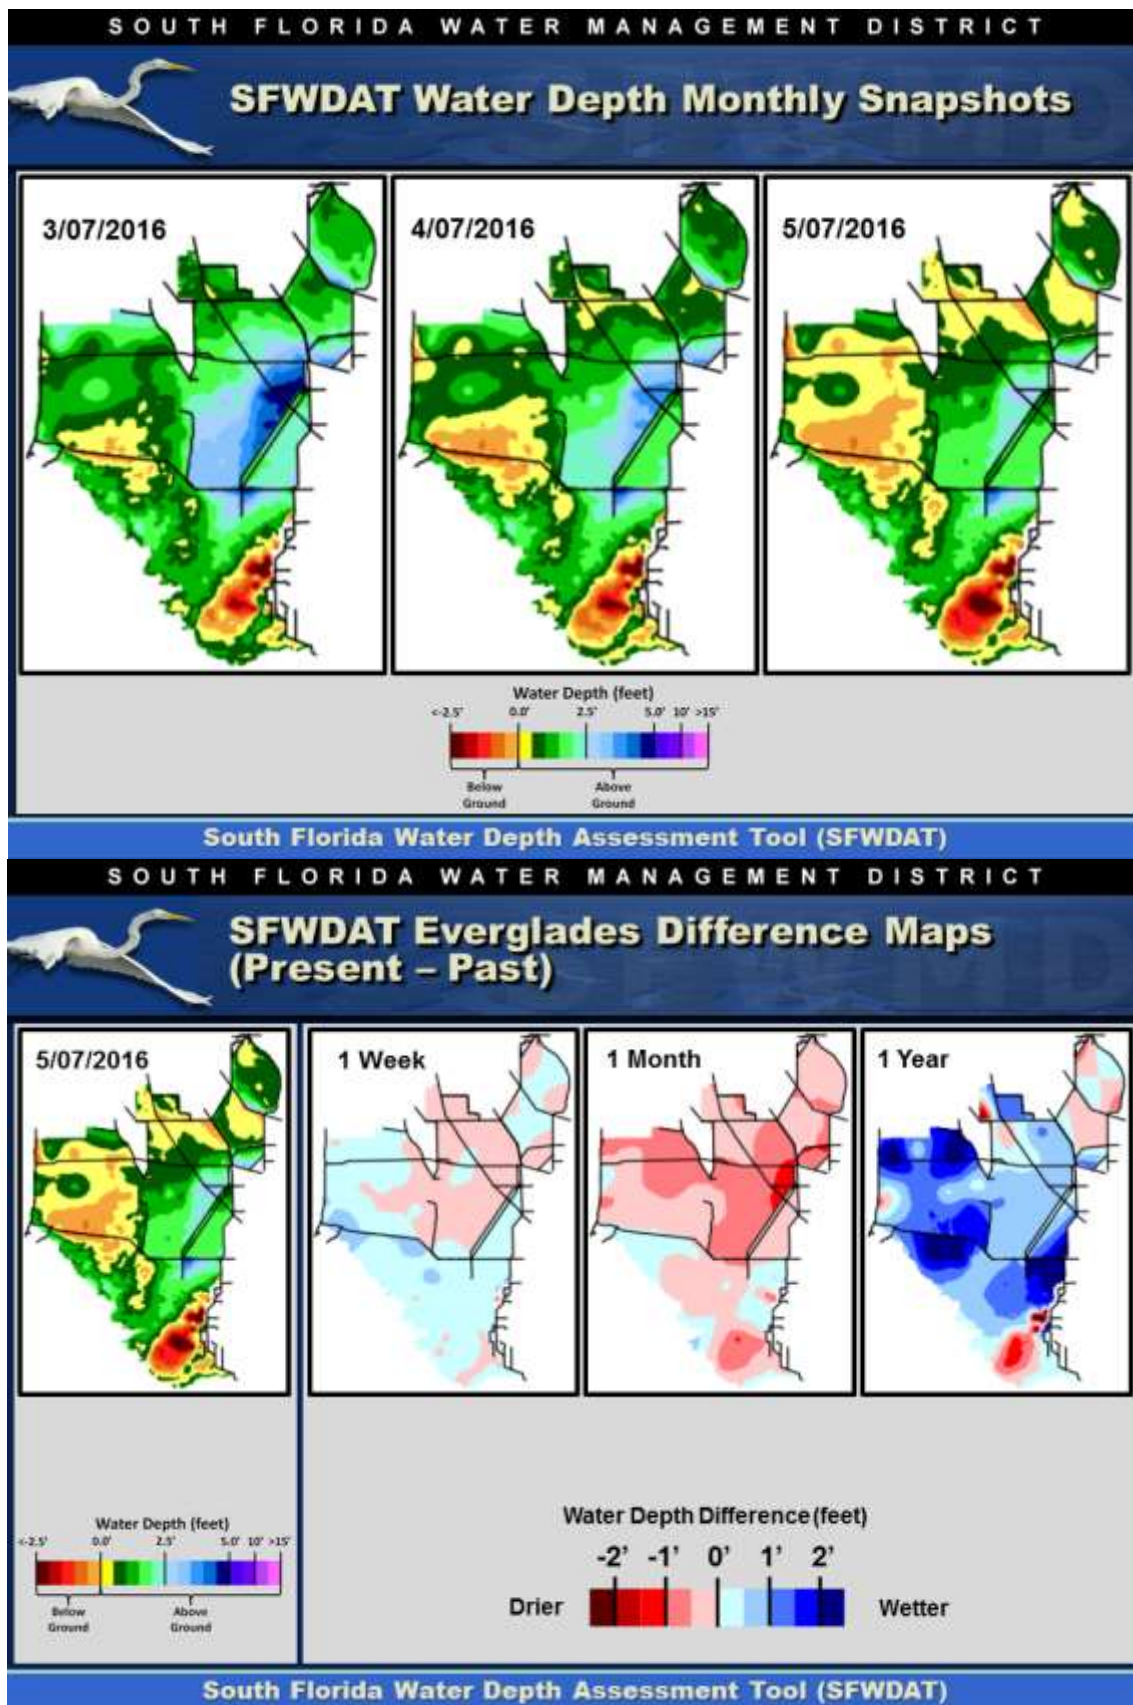 SOUTH FLORIDA WATER MANAGEMENT DISTRICT
SFWDAT Water Depth Monthly Snapshots
3/07/2016
4/07/2016
5/07/2016
Water Depth (feet)
<-2.5' 0.0' 2.5' 5.0' 10' >15'
Below Ground
Above Ground
South Florida Water Depth Assessment Tool (SFWDAT)
SOUTH FLORIDA WATER MANAGEMENT DISTRICT
SFWDAT Everglades Difference Maps
(Present – Past)
5/07/2016
1 Week
1 Month
1 Year
Water Depth (feet)
<-2.5' 0.0' 2.5' 5.0' 10' >15'
Below Ground
Above Ground
Water Depth Difference (feet)
-2' -1' 0' 1' 2'
Drier
Wetter
South Florida Water Depth Assessment Tool (SFWDAT)